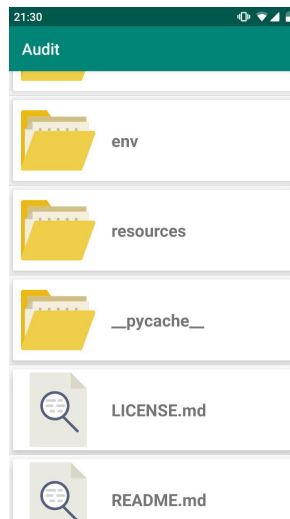 21:30
Audit
env
resources
__pycache__
LICENSE.md
README.md